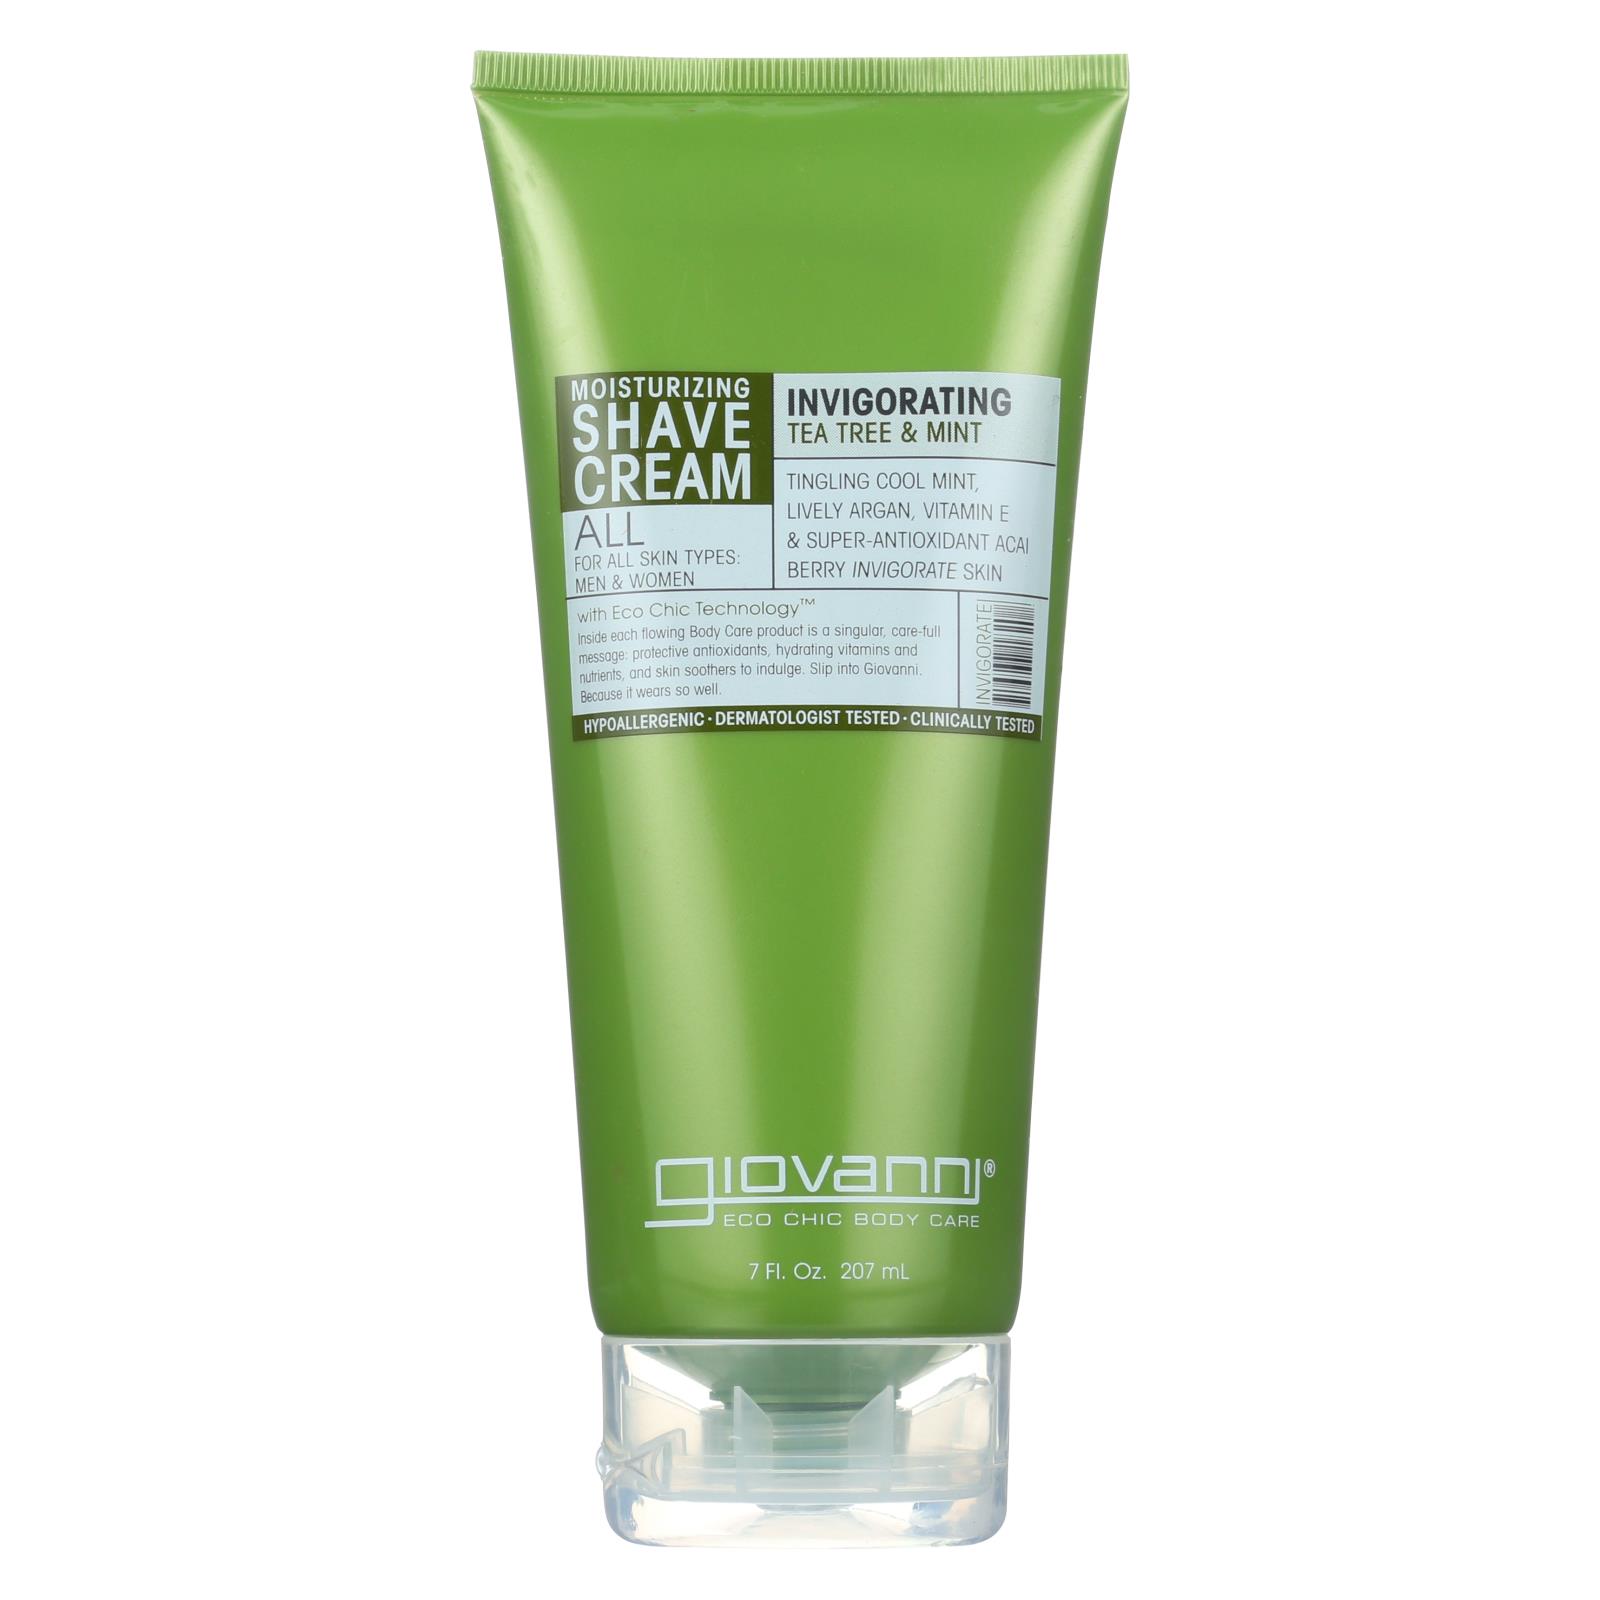 MOISTURIZING
SHAVE
CREAM
ALL
FOR ALL SKIN TYPES:
MEN & WOMEN
INVIGORATING
TEA TREE & MINT
TINGLING COOL MINT,
LIVELY ARGAN, VITAMIN E
& SUPER-ANTIOXIDANT ACAI
BERRY INVIGORATE SKIN
with Eco Chic Technology™
Inside each flowing Body Care product is a singular, care-full
message: protective antioxidants, hydrating vitamins and
nutrients, and skin soothers to indulge. Slip into Giovanni.
Because it wears so well.
INVIGORATE
HYPOALLERGENIC · DERMATOLOGIST TESTED · CLINICALLY TESTED
giovanni®
ECO CHIC BODY CARE
7 Fl. Oz. 207 mL